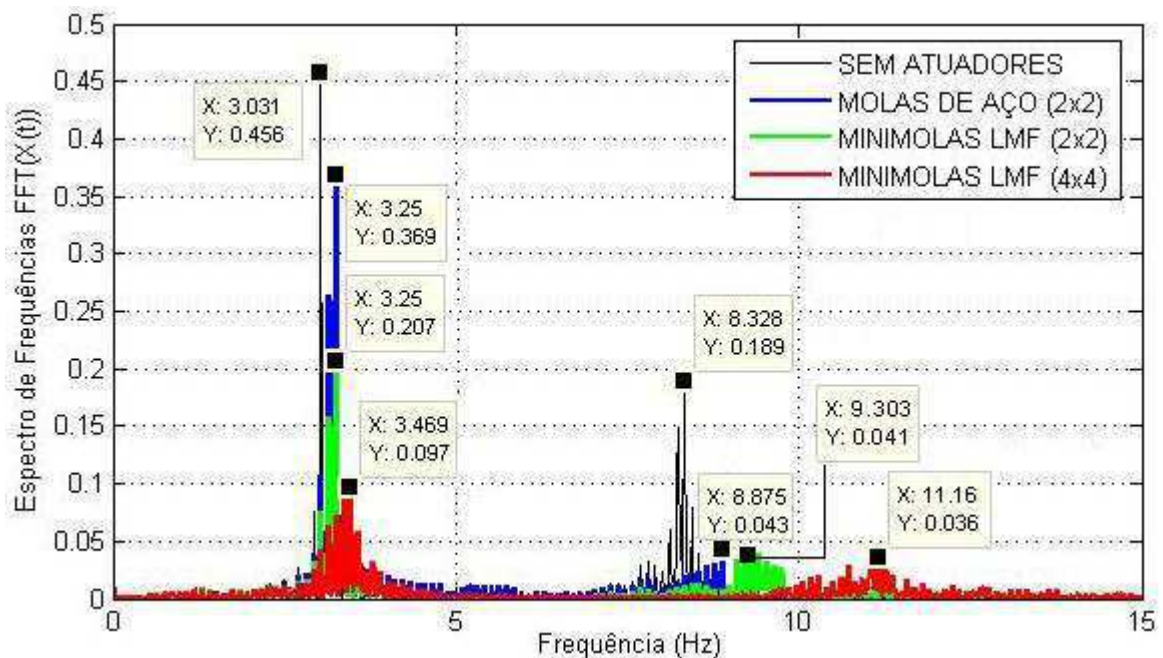 Espectro de Frequências FFT(X(t))
0.5
0.45
0.4
0.35
0.3
0.25
0.2
0.15
0.1
0.05
0
SEM ATUADORES
MOLAS DE AÇO (2x2)
MINIMOLAS LMF (2x2)
MINIMOLAS LMF (4x4)
X: 3.031
Y: 0.456
X: 3.25
Y: 0.369
X: 3.25
Y: 0.207
X: 3.469
Y: 0.097
X: 8.328
Y: 0.189
X: 8.875
Y: 0.043
X: 9.303
Y: 0.041
X: 11.16
Y: 0.036
0
5
10
15
Frequência (Hz)